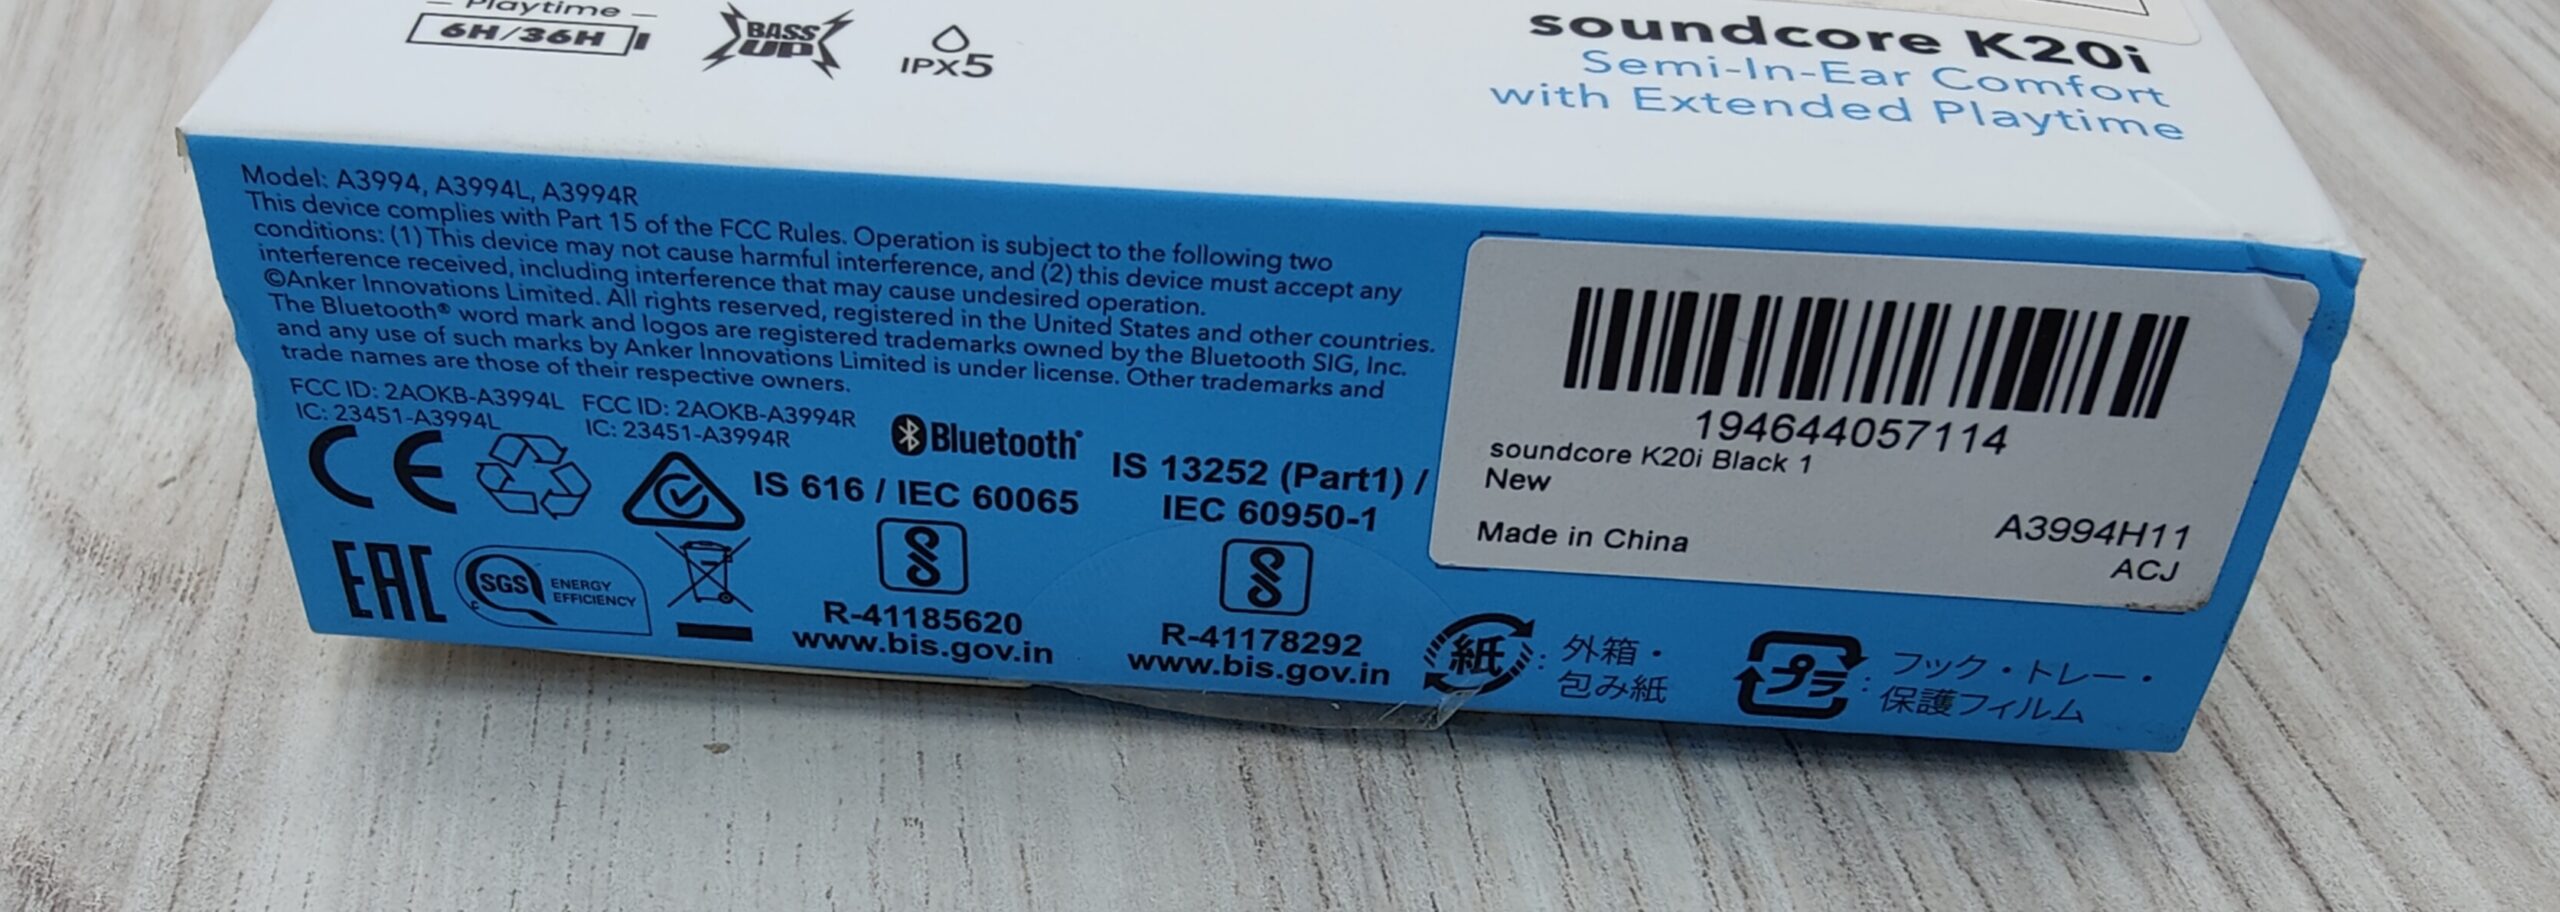 Playtime
6H/36H
BASS
UP
IPX5
soundcore K20i
Semi-In-Ear Comfort
with Extended Playtime
Model: A3994, A3994L, A3994R
This device complies with Part 15 of the FCC Rules. Operation is subject to the following two
conditions: (1) This device may not cause harmful interference, and (2) this device must accept any
interference received, including interference that may cause undesired operation.
©Anker Innovations Limited. All rights reserved, registered in the United States and other countries.
The Bluetooth® word mark and logos are registered trademarks owned by the Bluetooth SIG, Inc.
and any use of such marks by Anker Innovations Limited is under license. Other trademarks and
trade names are those of their respective owners.
FCC ID: 2AOKB-A3994L
IC: 23451-A3994L
FCC ID: 2AOKB-A3994R
IC: 23451-A3994R
Bluetooth®
CE
IS 616 / IEC 60065
R-41185620
www.bis.gov.in
IS 13252 (Part1) /
IEC 60950-1
R-41178292
www.bis.gov.in
EAC
SGS
ENERGY
EFFICIENCY
194644057114
soundcore K20i Black 1
New
Made in China
A3994H11
ACJ
紙 : 外箱・
包み紙
プラ : フック・トレー・
保護フィルム